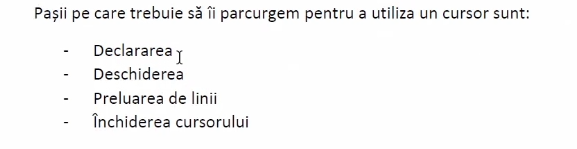 Pașii pe care trebuie să îi parcurgem pentru a utiliza un cursor sunt:
- Declararea
- Deschiderea
- Preluarea de linii
- Închiderea cursorului